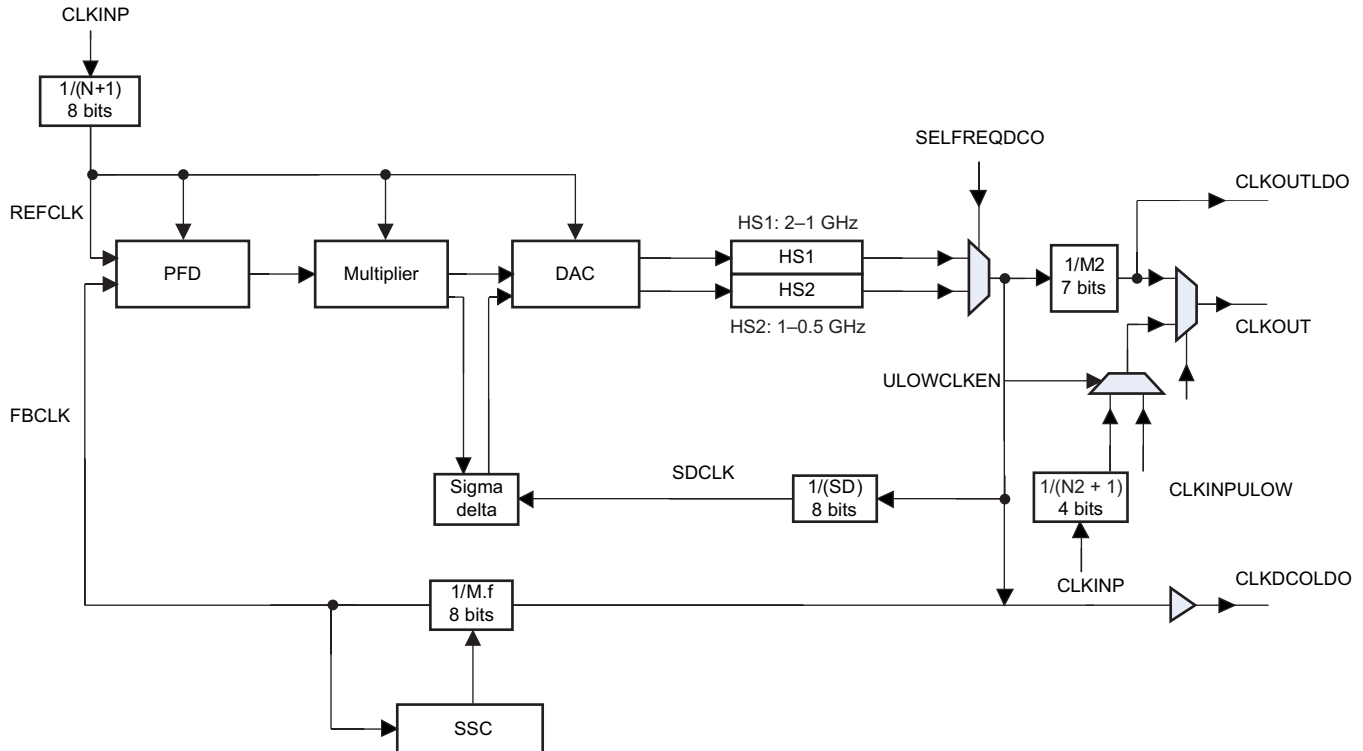 CLKINP
1/(N+1)
8 bits
SELFREQDCO
CLKOUTLDO
REFCLK
HS1: 2–1 GHz
PFD
Multiplier
DAC
HS1
HS2
1/M2
7 bits
HS2: 1–0.5 GHz
CLKOUT
ULOWCLKEN
FBCLK
SDCLK
Sigma
delta
1/(SD)
8 bits
1/(N2 + 1)
4 bits
CLKINPULOW
CLKINP
CLKDCOLDO
1/M.f
8 bits
SSC